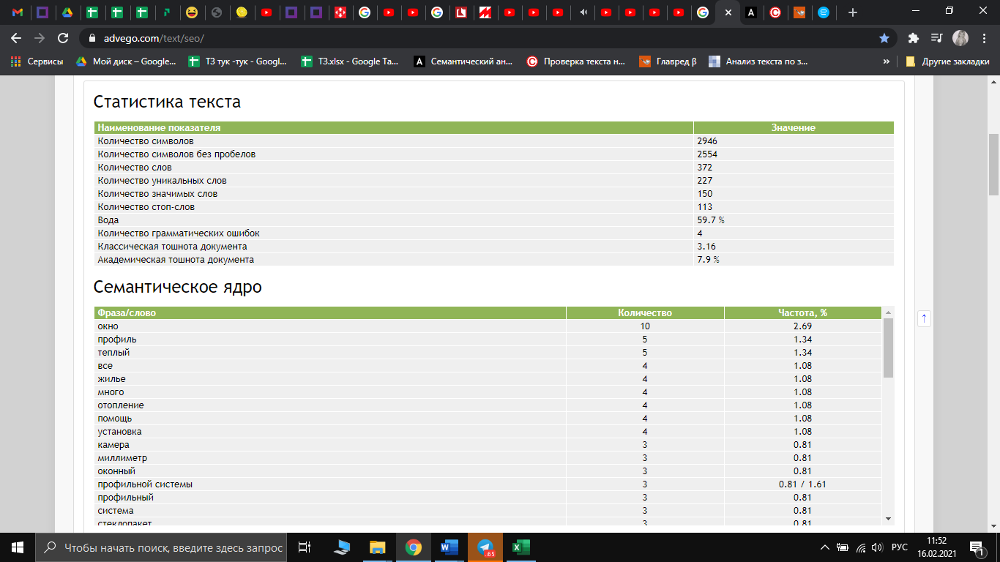 advego.com/text/seo/
Сервисы Мой диск – Google... ТЗ тук -тук - Googl... ТЗ.xlsx - Google Та... Семантический ан... Проверка текста н... Главред β Анализ текста по з... » Другие закладки
Статистика текста
Наименование показателя Значение
Количество символов 2946
Количество символов без пробелов 2554
Количество слов 372
Количество уникальных слов 227
Количество значимых слов 150
Количество стоп-слов 113
Вода 59.7 %
Количество грамматических ошибок 4
Классическая тошнота документа 3.16
Академическая тошнота документа 7.9 %
Семантическое ядро
Фраза/слово Количество Частота, %
окно 10 2.69
профиль 5 1.34
теплый 5 1.34
все 4 1.08
жилье 4 1.08
много 4 1.08
отопление 4 1.08
помощь 4 1.08
установка 4 1.08
камера 3 0.81
миллиметр 3 0.81
оконный 3 0.81
профильной системы 3 0.81 / 1.61
профильный 3 0.81
система 3 0.81
стеклопакет 3 0.81
Чтобы начать поиск, введите здесь запрос
.65
РУС
11:52
16.02.2021
1